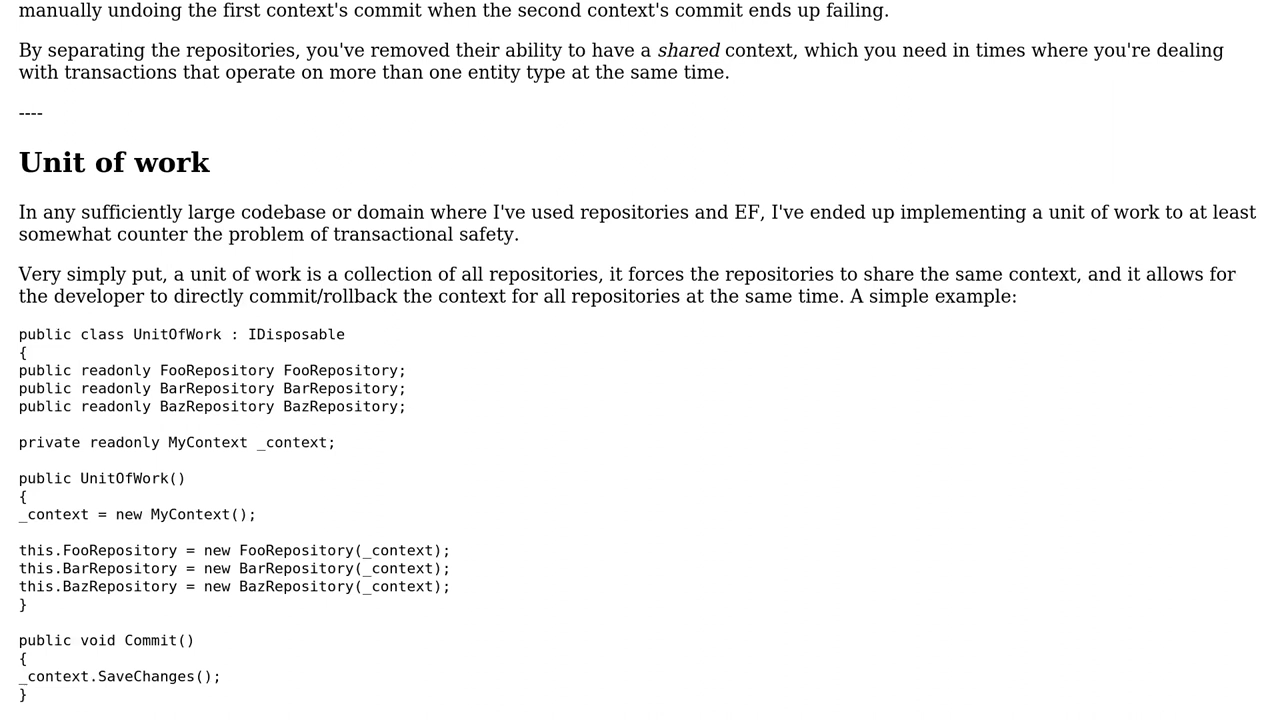 manually undoing the first context's commit when the second context's commit ends up failing.
By separating the repositories, you've removed their ability to have a shared context, which you need in times where you're dealing
with transactions that operate on more than one entity type at the same time.
----
Unit of work
In any sufficiently large codebase or domain where I've used repositories and EF, I've ended up implementing a unit of work to at least
somewhat counter the problem of transactional safety.
Very simply put, a unit of work is a collection of all repositories, it forces the repositories to share the same context, and it allows for
the developer to directly commit/rollback the context for all repositories at the same time. A simple example:
public class UnitOfWork : IDisposable
{
public readonly FooRepository FooRepository;
public readonly BarRepository BarRepository;
public readonly BazRepository BazRepository;
private readonly MyContext _context;
public UnitOfWork()
{
_context = new MyContext();
this.FooRepository = new FooRepository(_context);
this.BarRepository = new BarRepository(_context);
this.BazRepository = new BazRepository(_context);
}
public void Commit()
{
_context.SaveChanges();
}